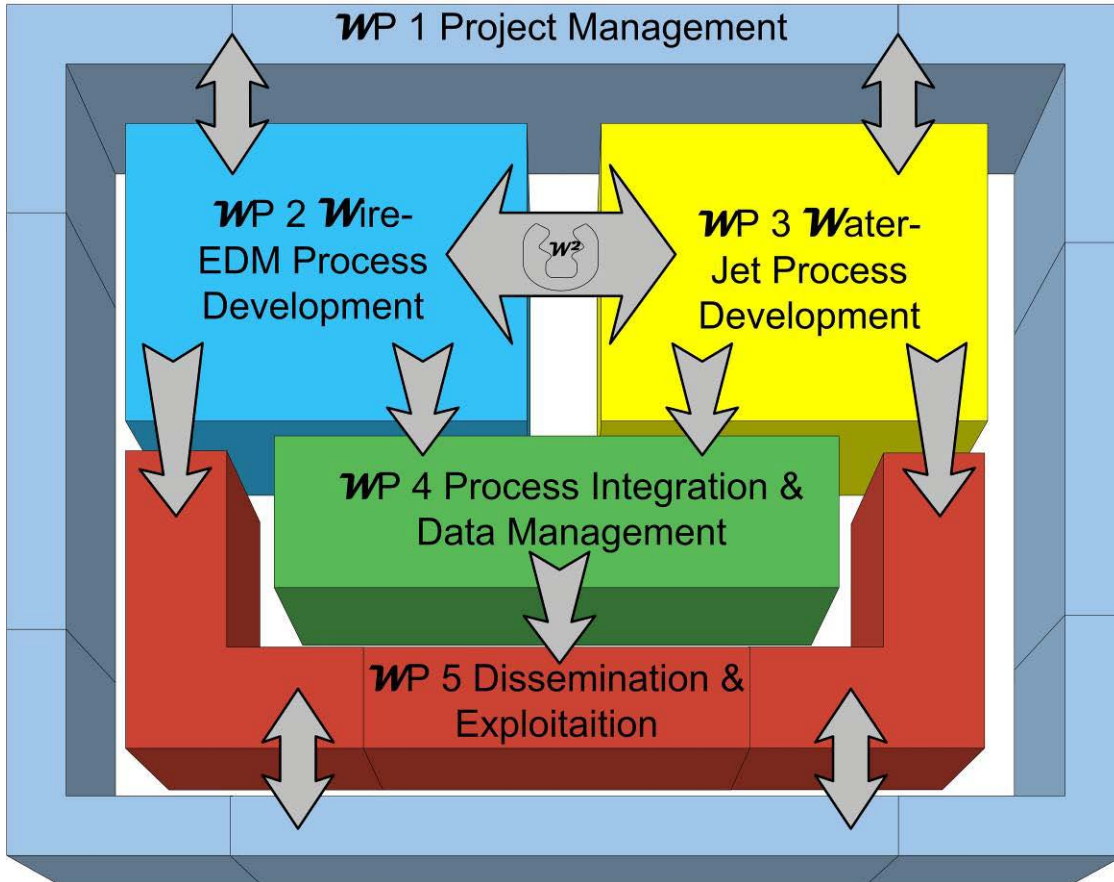 WP 1 Project Management
WP 2 Wire-
EDM Process
Development
W²
WP 3 Water-
Jet Process
Development
WP 4 Process Integration &
Data Management
WP 5 Dissemination &
Exploitaition